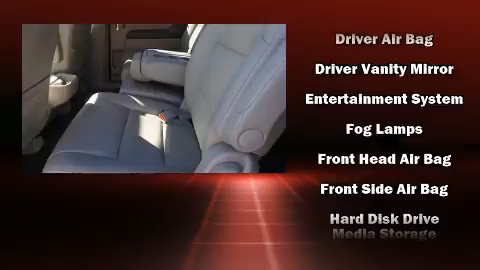 Driver Air Bag
Driver Vanity Mirror
Entertainment System
Fog Lamps
Front Head Air Bag
Front Side Air Bag
Hard Disk Drive
Media Storage